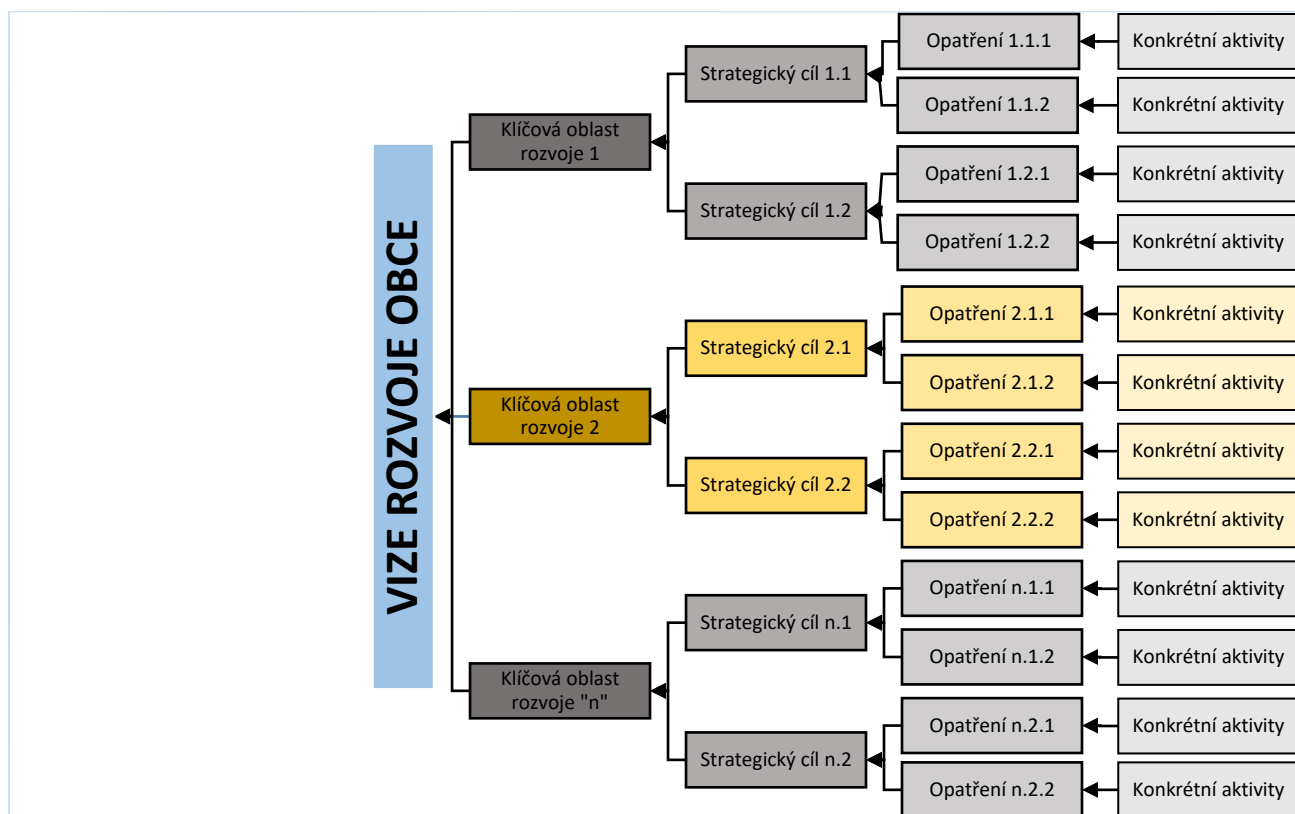 VIZE ROZVOJE OBCE
Klíčová oblast
rozvoje 1
Strategický cíl 1.1
Opatření 1.1.1
Konkrétní aktivity
Opatření 1.1.2
Konkrétní aktivity
Strategický cíl 1.2
Opatření 1.2.1
Konkrétní aktivity
Opatření 1.2.2
Konkrétní aktivity
Klíčová oblast
rozvoje 2
Strategický cíl 2.1
Opatření 2.1.1
Konkrétní aktivity
Opatření 2.1.2
Konkrétní aktivity
Strategický cíl 2.2
Opatření 2.2.1
Konkrétní aktivity
Opatření 2.2.2
Konkrétní aktivity
Klíčová oblast
rozvoje "n"
Strategický cíl n.1
Opatření n.1.1
Konkrétní aktivity
Opatření n.1.2
Konkrétní aktivity
Strategický cíl n.2
Opatření n.2.1
Konkrétní aktivity
Opatření n.2.2
Konkrétní aktivity